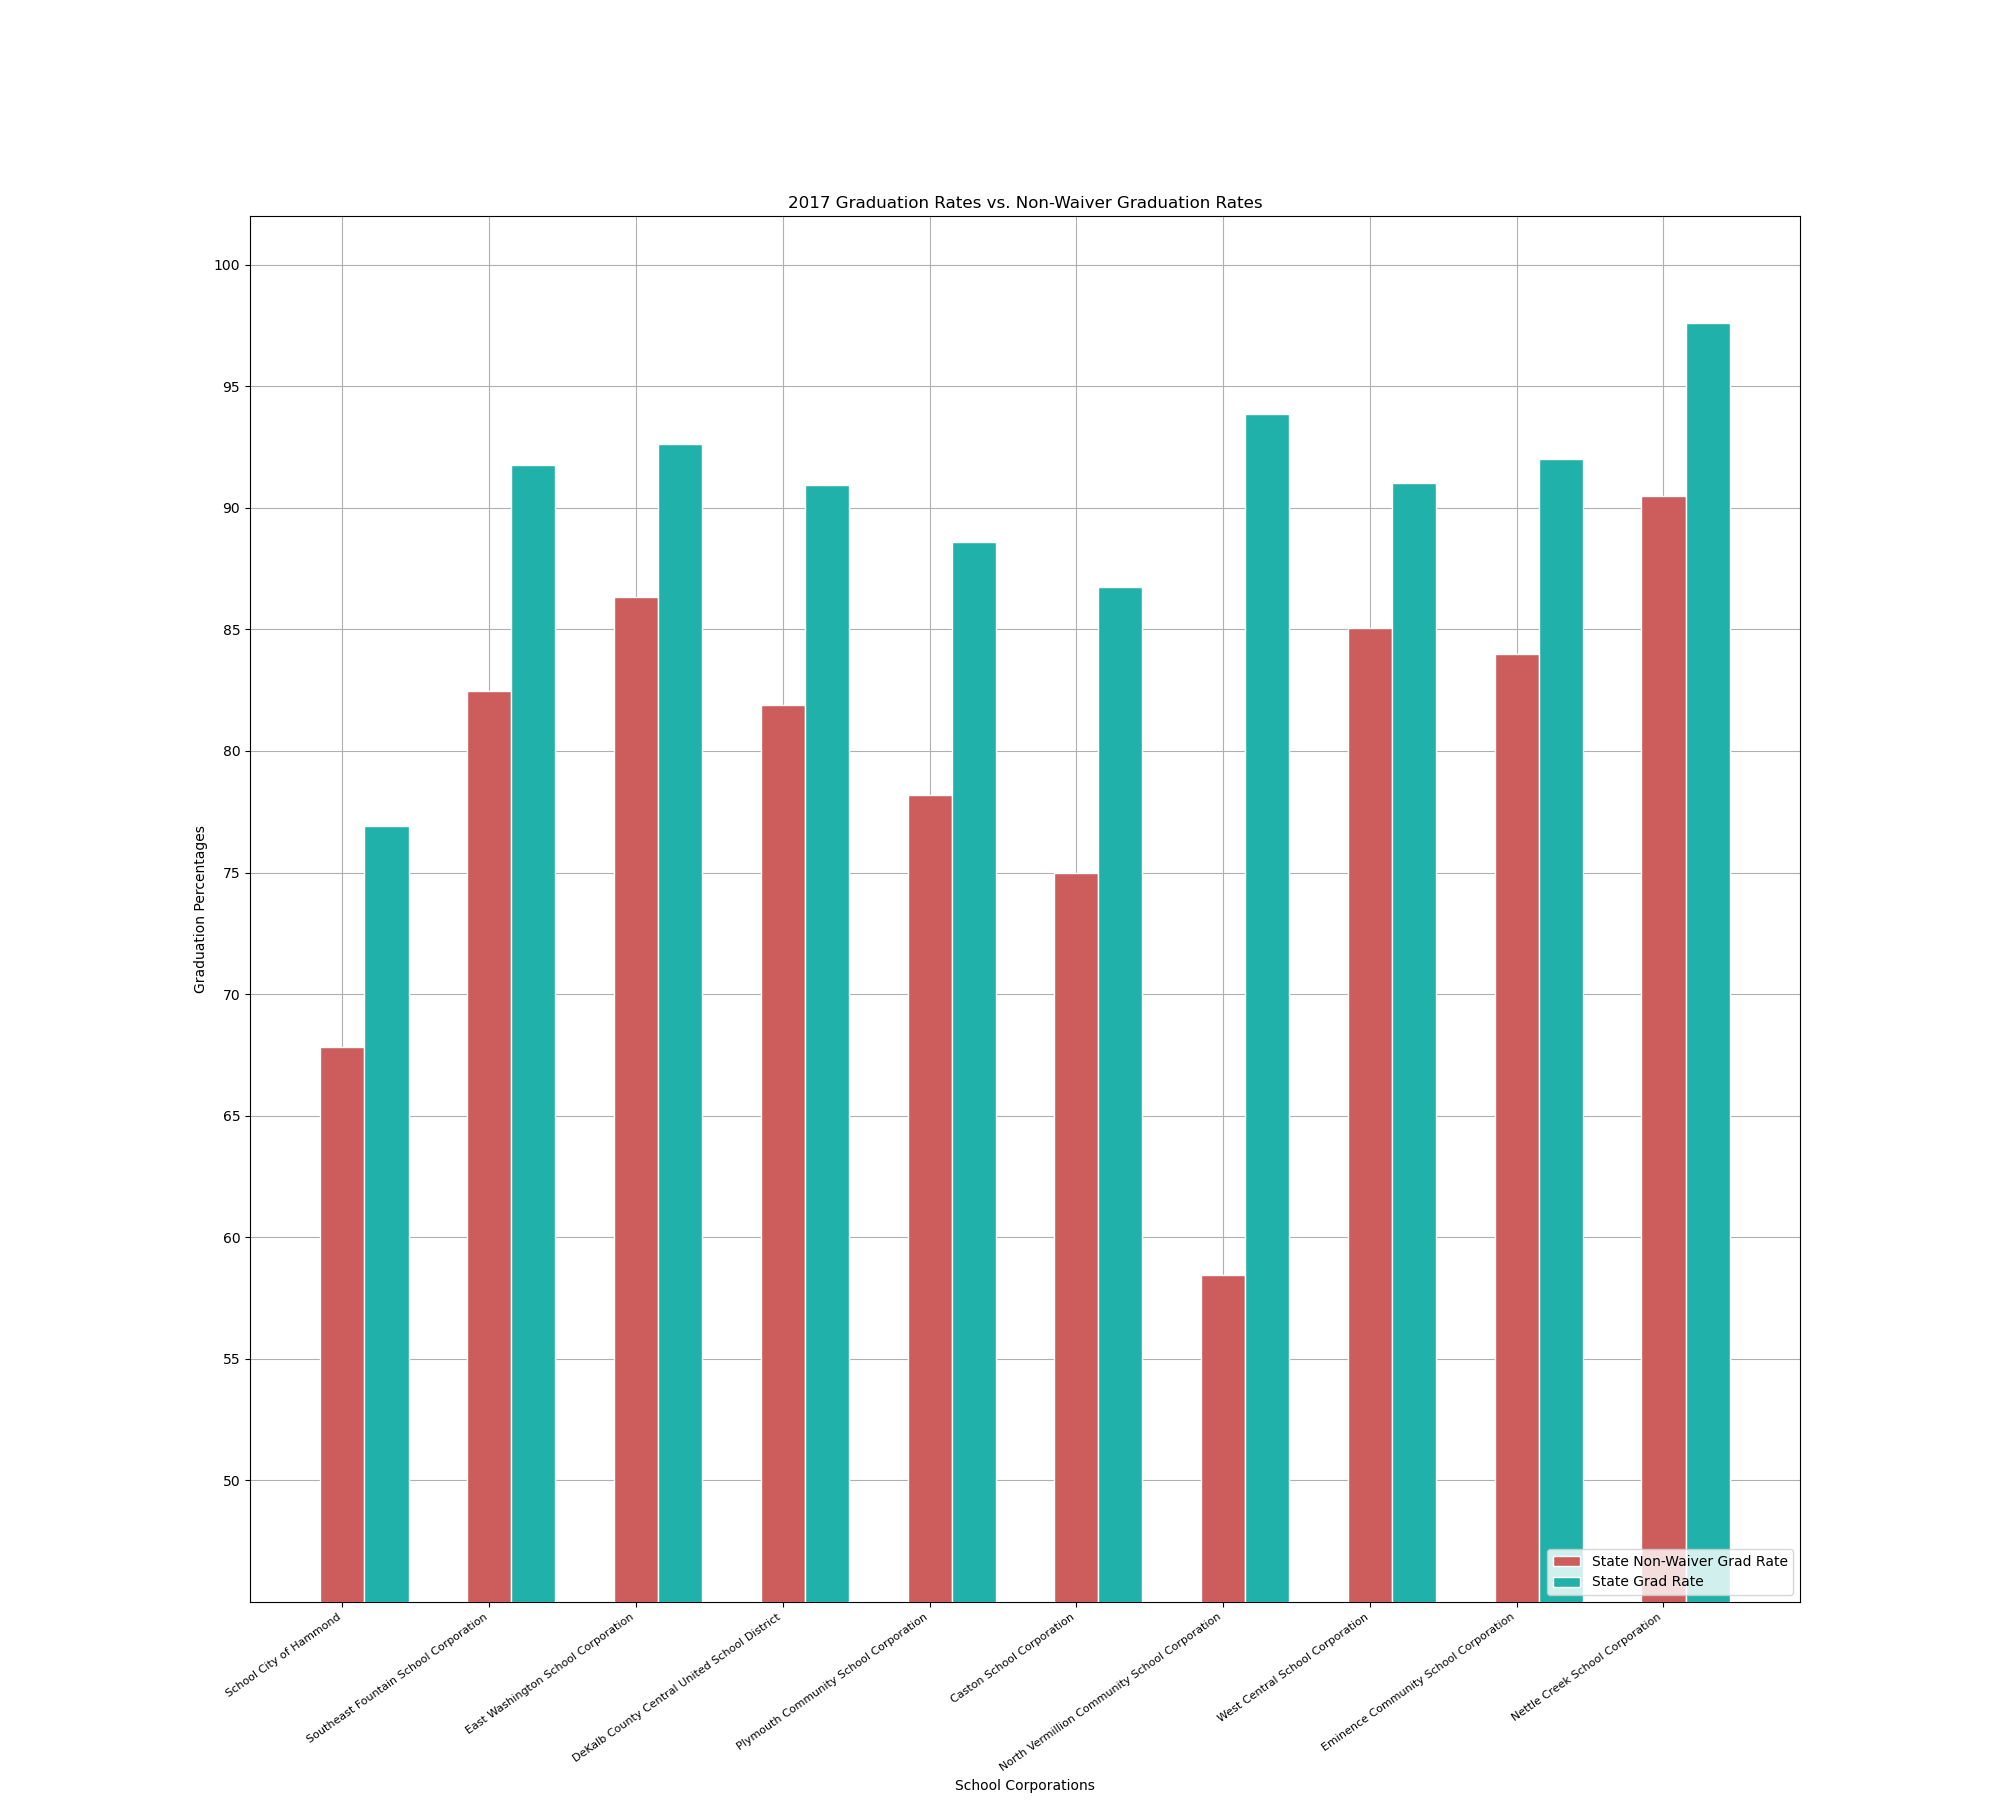 2017 Graduation Rates vs. Non-Waiver Graduation Rates
Graduation Percentages
100
95
90
85
80
75
70
65
60
55
50
State Non-Waiver Grad Rate
State Grad Rate
School City of Hammond
Southeast Fountain School Corporation
East Washington School Corporation
DeKalb County Central United School District
Plymouth Community School Corporation
Caston School Corporation
North Vermillion Community School Corporation
West Central School Corporation
Eminence Community School Corporation
Nettle Creek School Corporation
School Corporations